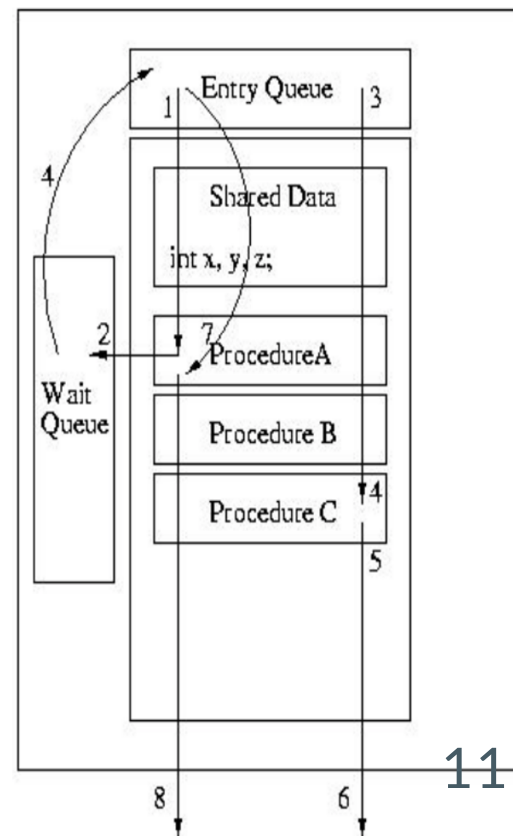 Entry Queue
1
3
4
Shared Data
int x, y, z;
2
7
ProcedureA
Wait
Queue
Procedure B
4
Procedure C
5
11
8
6